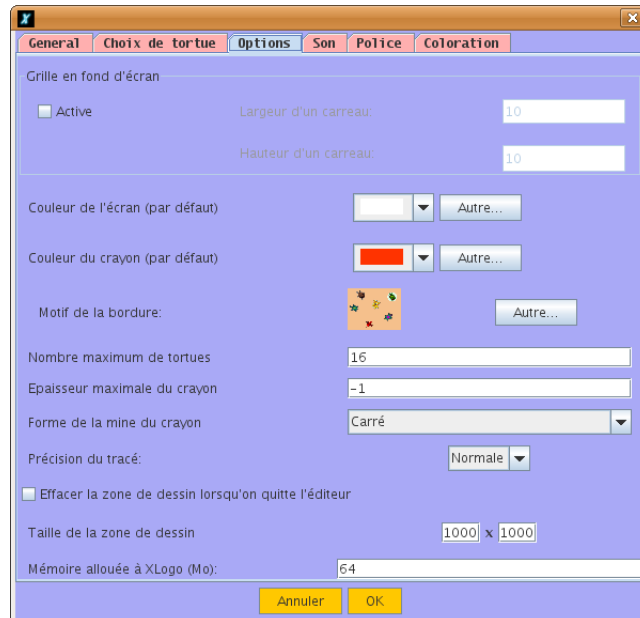 General Choix de tortue Options Son Police Coloration
Grille en fond d'écran
Active Largeur d'un carreau: 10
Hauteur d'un carreau: 10
Couleur de l'écran (par défaut) Autre...
Couleur du crayon (par défaut) Autre...
Motif de la bordure: Autre...
Nombre maximum de tortues 16
Epaisseur maximale du crayon -1
Forme de la mine du crayon Carré
Précision du tracé: Normale
Effacer la zone de dessin lorsqu'on quitte l'éditeur
Taille de la zone de dessin 1000 x 1000
Mémoire allouée à XLogo (Mo): 64
Annuler OK